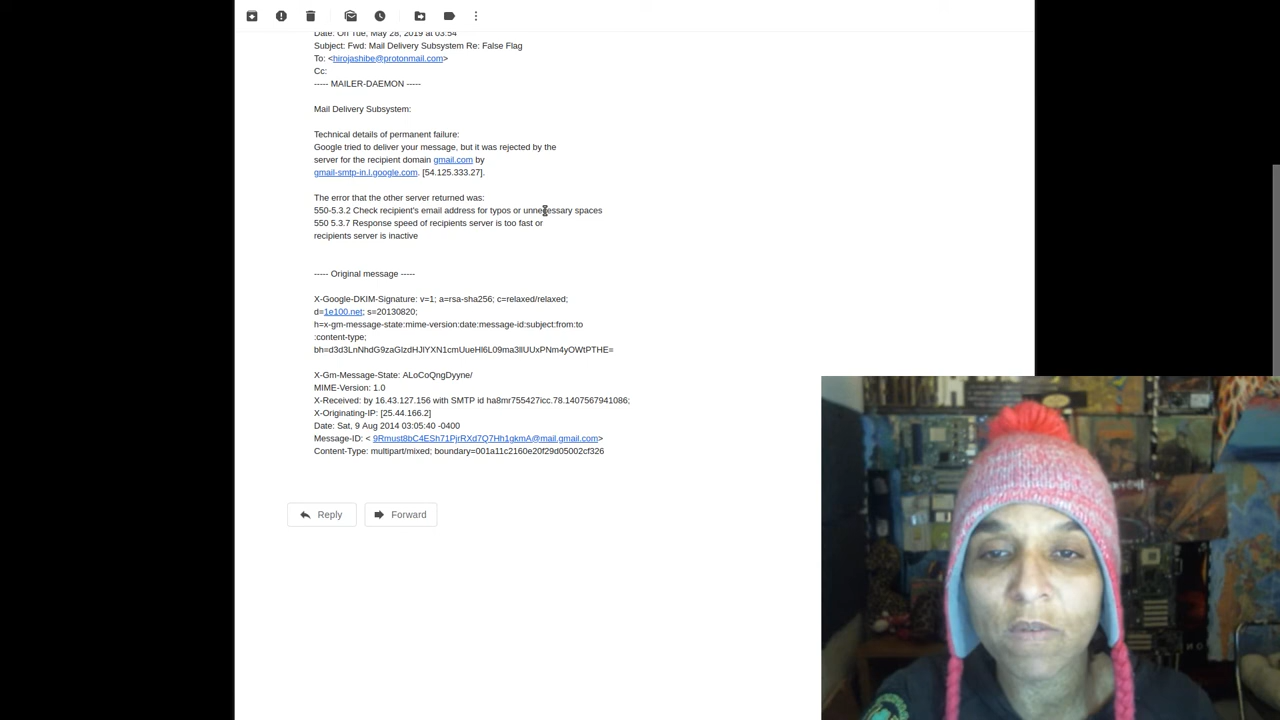 Date: On Tue, May 28, 2019 at 03:54
Subject: Fwd: Mail Delivery Subsystem Re: False Flag
To: <hirojashibe@protonmail.com>
Cc:
----- MAILER-DAEMON -----
Mail Delivery Subsystem:
Technical details of permanent failure:
Google tried to deliver your message, but it was rejected by the
server for the recipient domain gmail.com by
gmail-smtp-in.l.google.com. [54.125.333.27].
The error that the other server returned was:
550-5.3.2 Check recipient's email address for typos or unnecessary spaces
550 5.3.7 Response speed of recipients server is too fast or
recipients server is inactive
----- Original message -----
X-Google-DKIM-Signature: v=1; a=rsa-sha256; c=relaxed/relaxed;
d=1e100.net; s=20130820;
h=x-gm-message-state:mime-version:date:message-id:subject:from:to
:content-type;
bh=d3d3LnNhdG9zaGlzdHJlYXN1cmUueHl6L09ma3llUUxPNm4yOWtPTHE=
X-Gm-Message-State: ALoCoQngDyyne/
MIME-Version: 1.0
X-Received: by 16.43.127.156 with SMTP id ha8mr755427icc.78.1407567941086;
X-Originating-IP: [25.44.166.2]
Date: Sat, 9 Aug 2014 03:05:40 -0400
Message-ID: < 9Rmust8bC4ESh71PjrRXd7Q7Hh1gkmA@mail.gmail.com>
Content-Type: multipart/mixed; boundary=001a11c2160e20f29d05002cf326
Reply
Forward